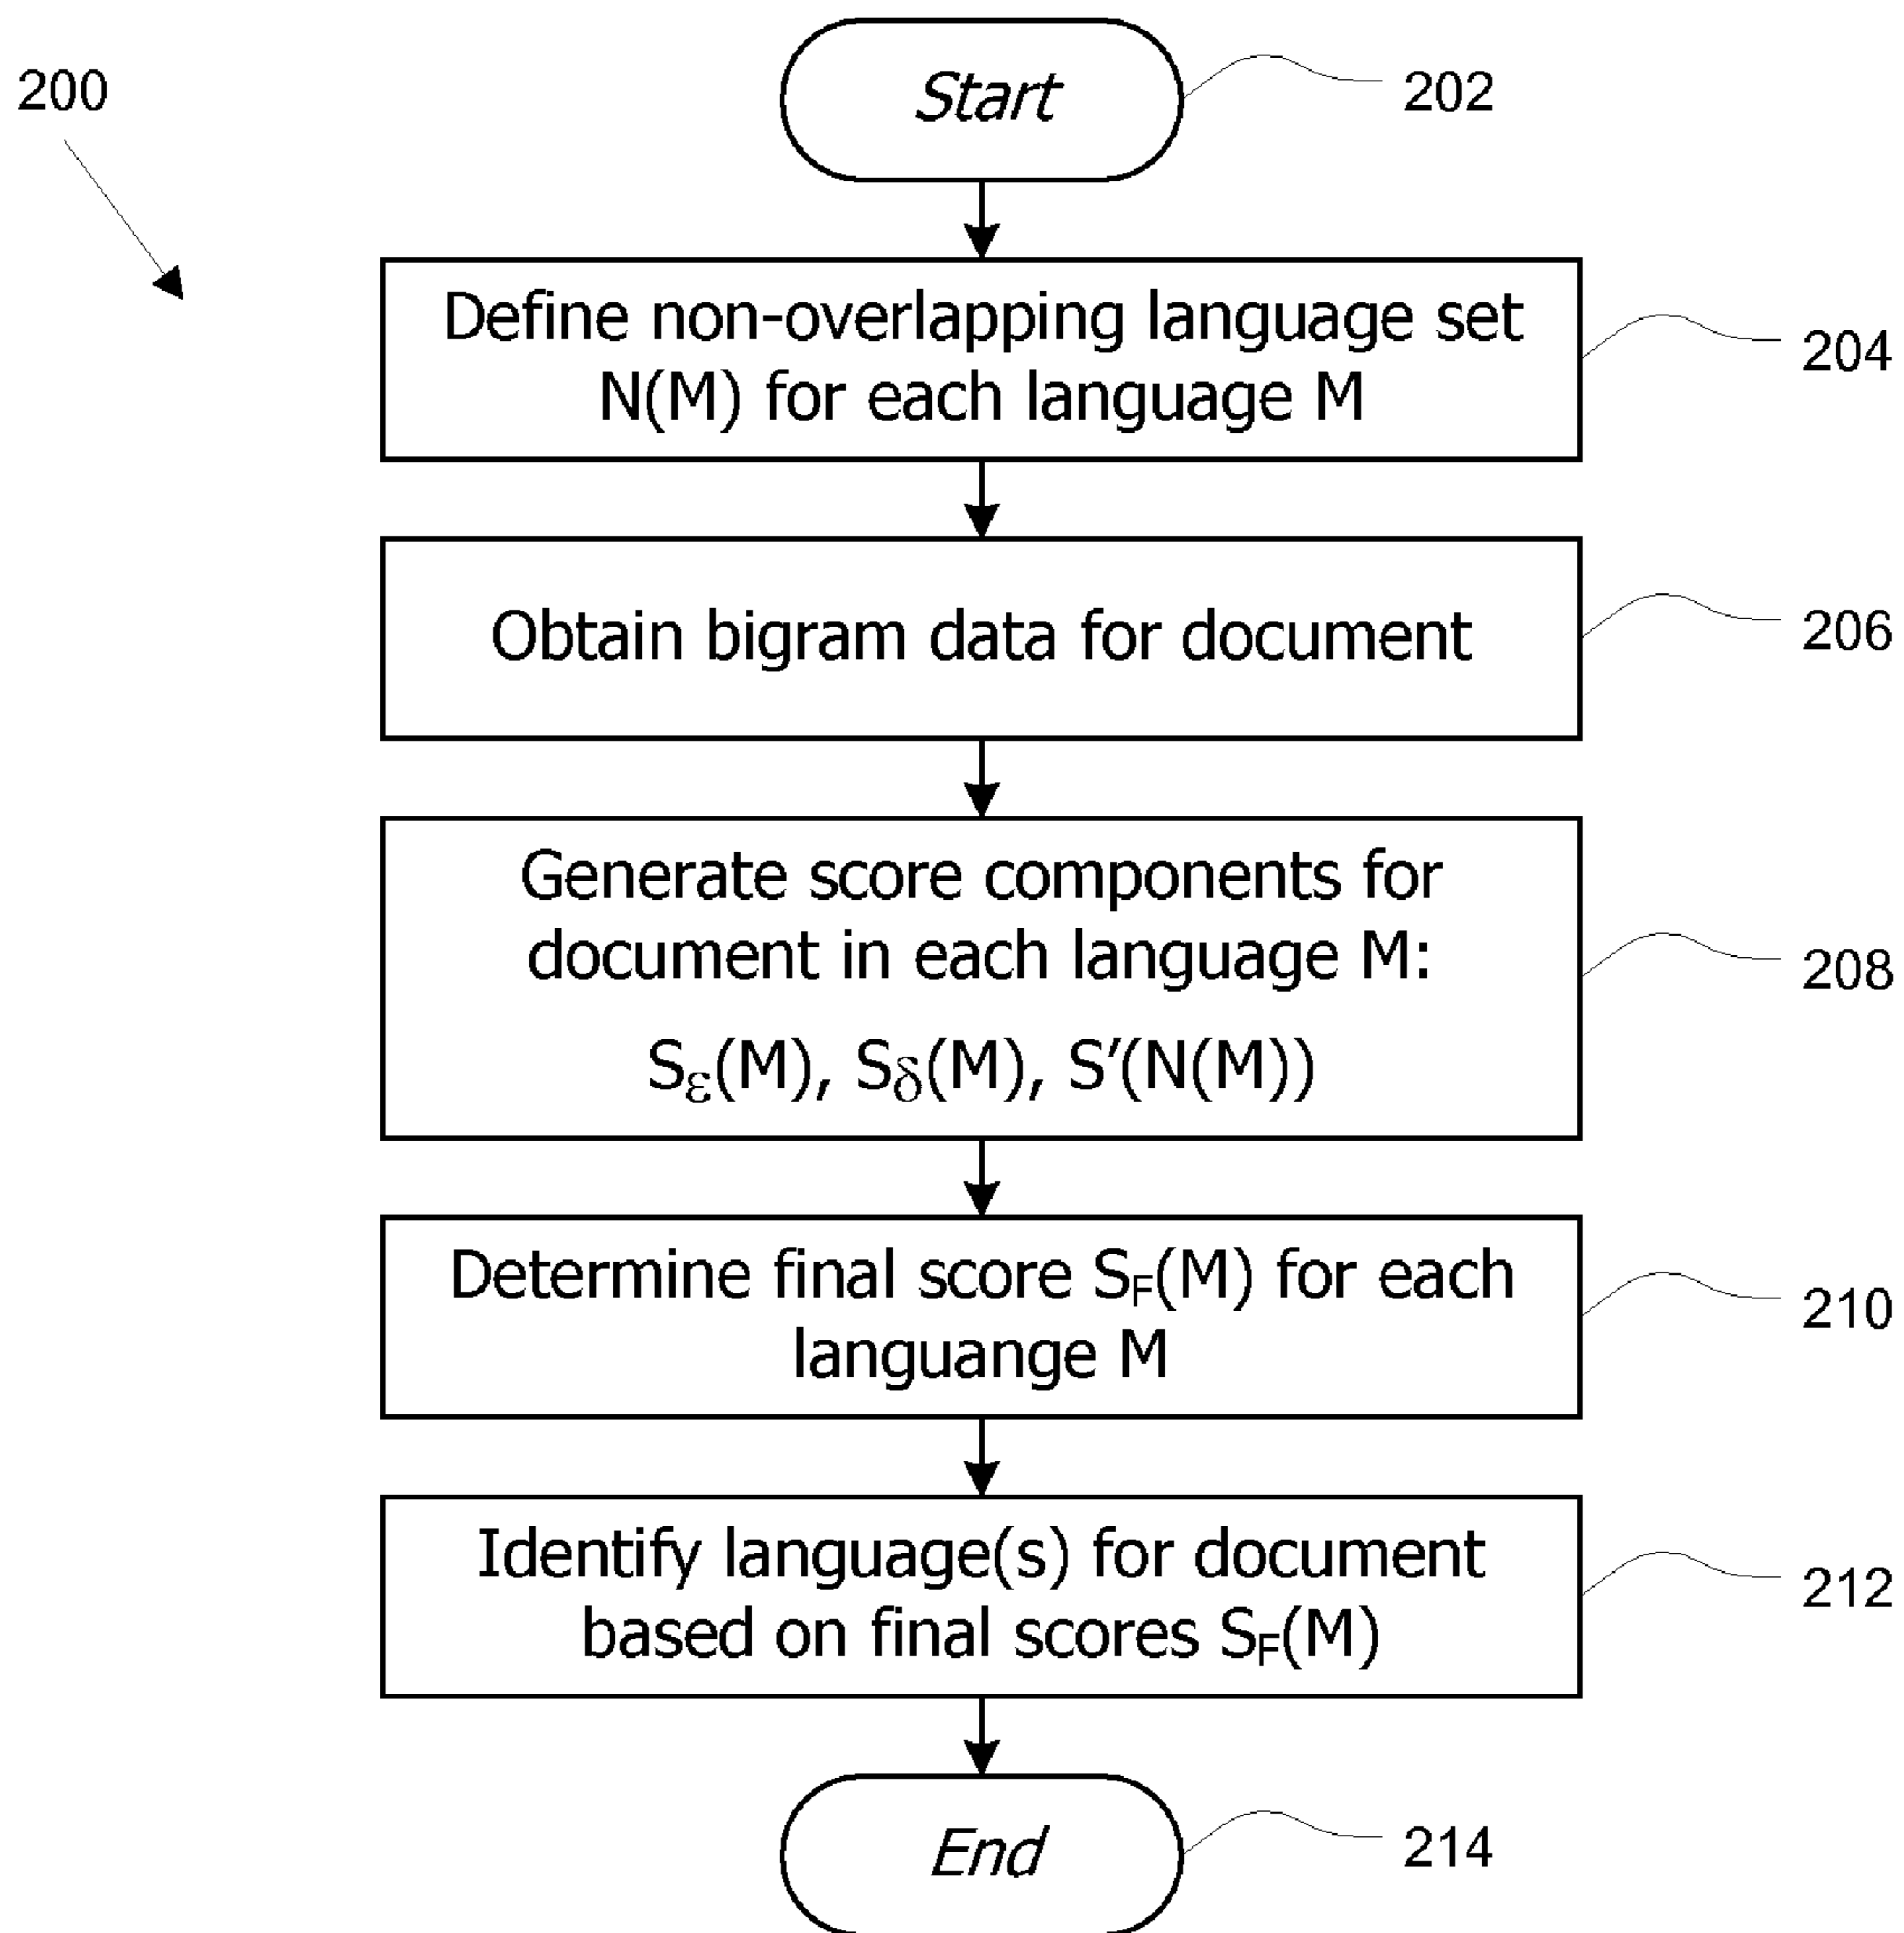 200
Start
202
Define non-overlapping language set
N(M) for each language M
204
Obtain bigram data for document
206
Generate score components for
document in each language M:
Sε(M), Sδ(M), S′(N(M))
208
Determine final score SF(M) for each
languange M
210
Identify language(s) for document
based on final scores SF(M)
212
End
214